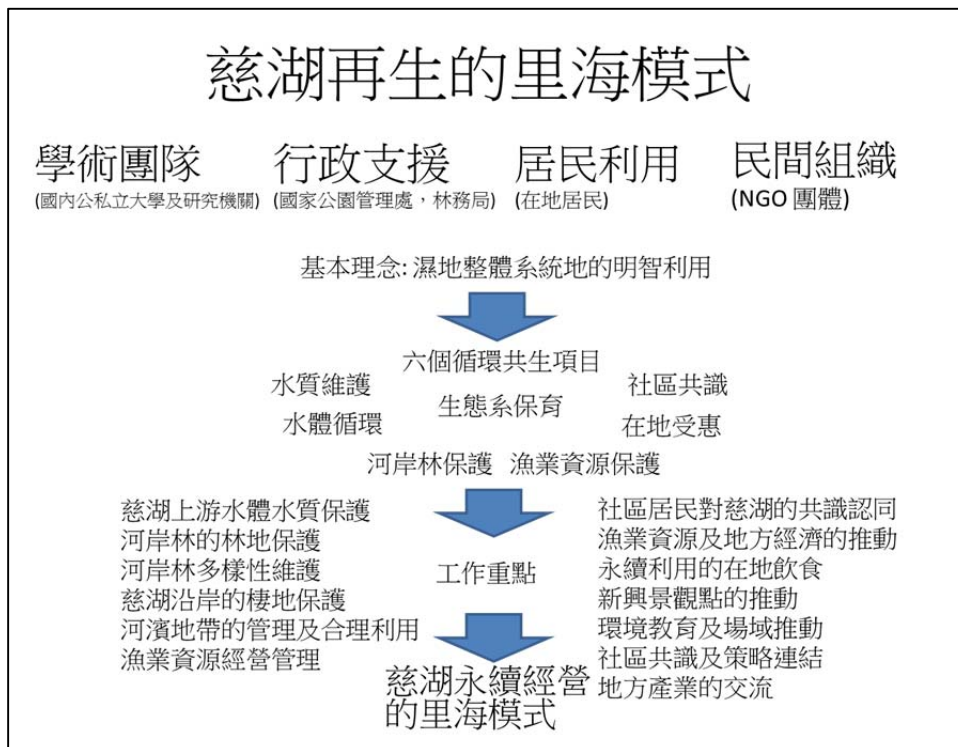 慈湖再生的里海模式
學術團隊
(國內公私立大學及研究機關)
行政支援
(國家公園管理處，林務局)
居民利用
(在地居民)
民間組織
(NGO 團體)
基本理念: 濕地整體系統地的明智利用
六個循環共生項目
水質維護
社區共識
生態系保育
水體循環
在地受惠
河岸林保護
漁業資源保護
慈湖上游水體水質保護
河岸林的林地保護
河岸林多樣性維護
慈湖沿岸的棲地保護
河濱地帶的管理及合理利用
漁業資源經營管理
工作重點
社區居民對慈湖的共識認同
漁業資源及地方經濟的推動
永續利用的在地飲食
新興景觀點的推動
環境教育及場域推動
社區共識及策略連結
地方產業的交流
慈湖永續經營
的里海模式